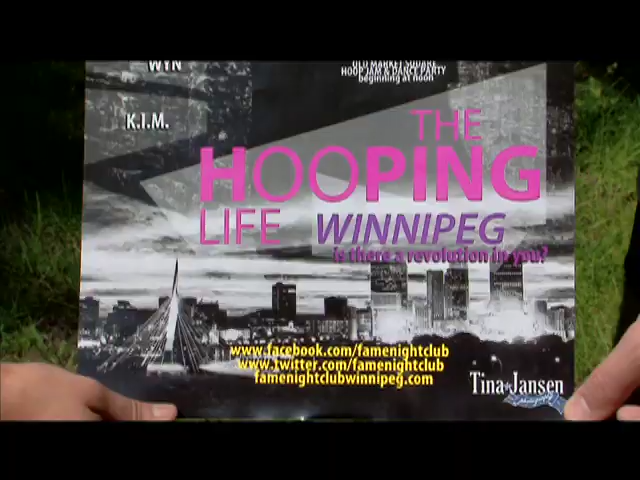 WYN
OLD MARKET SQUARE
HOOP JAM & DANCE PARTY
beginning at noon
K.I.M.
THE
HOOPING
LIFE WINNIPEG
is there a revolution in you?
www.facebook.com/famenightclub
www.twitter.com/famenightclub
famenightclubwinnipeg.com
Tina Jansen